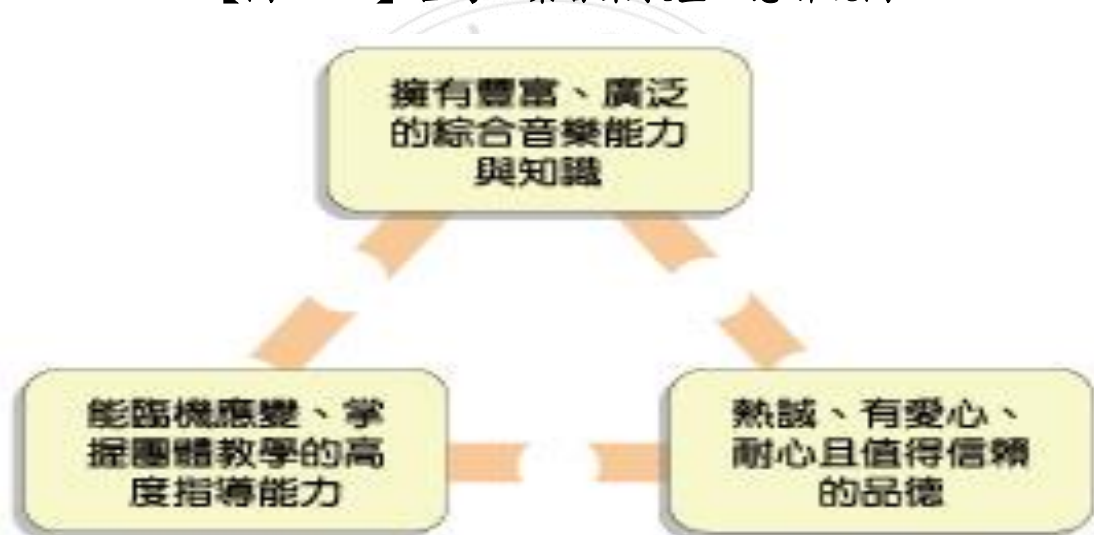 擁有豐富、廣泛
的綜合音樂能力
與知識
能臨機應變、掌
握團體教學的高
度指導能力
熱誠、有愛心、
耐心且值得信賴
的品德